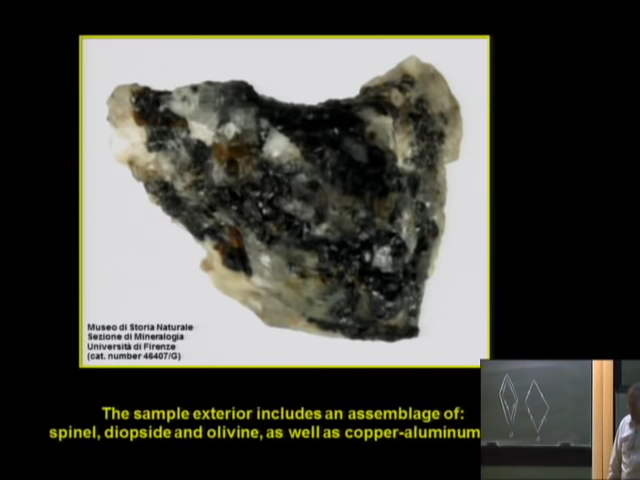 Museo di Storia Naturale
Sezione di Mineralogia
Università di Firenze
(cat. number 46407/G)
The sample exterior includes an assemblage of:
spinel, diopside and olivine, as well as copper-aluminum